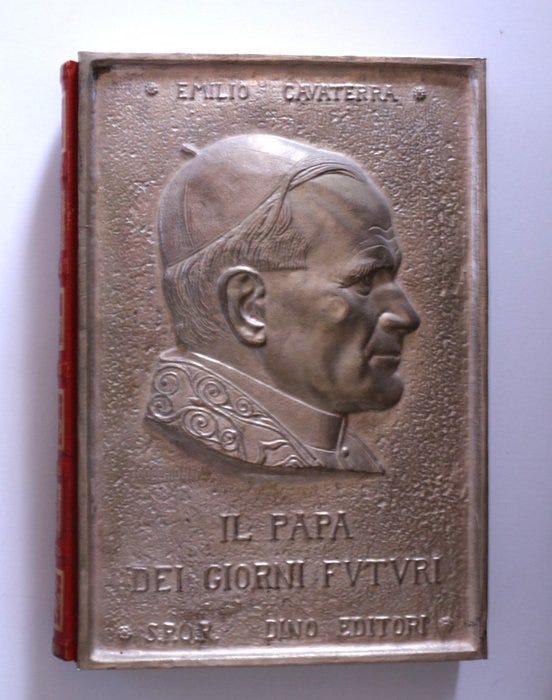 EMILIO CAVATERRA
IL PAPA
DEI GIORNI FVTVRI
S.P.Q.R. DINO EDITORI